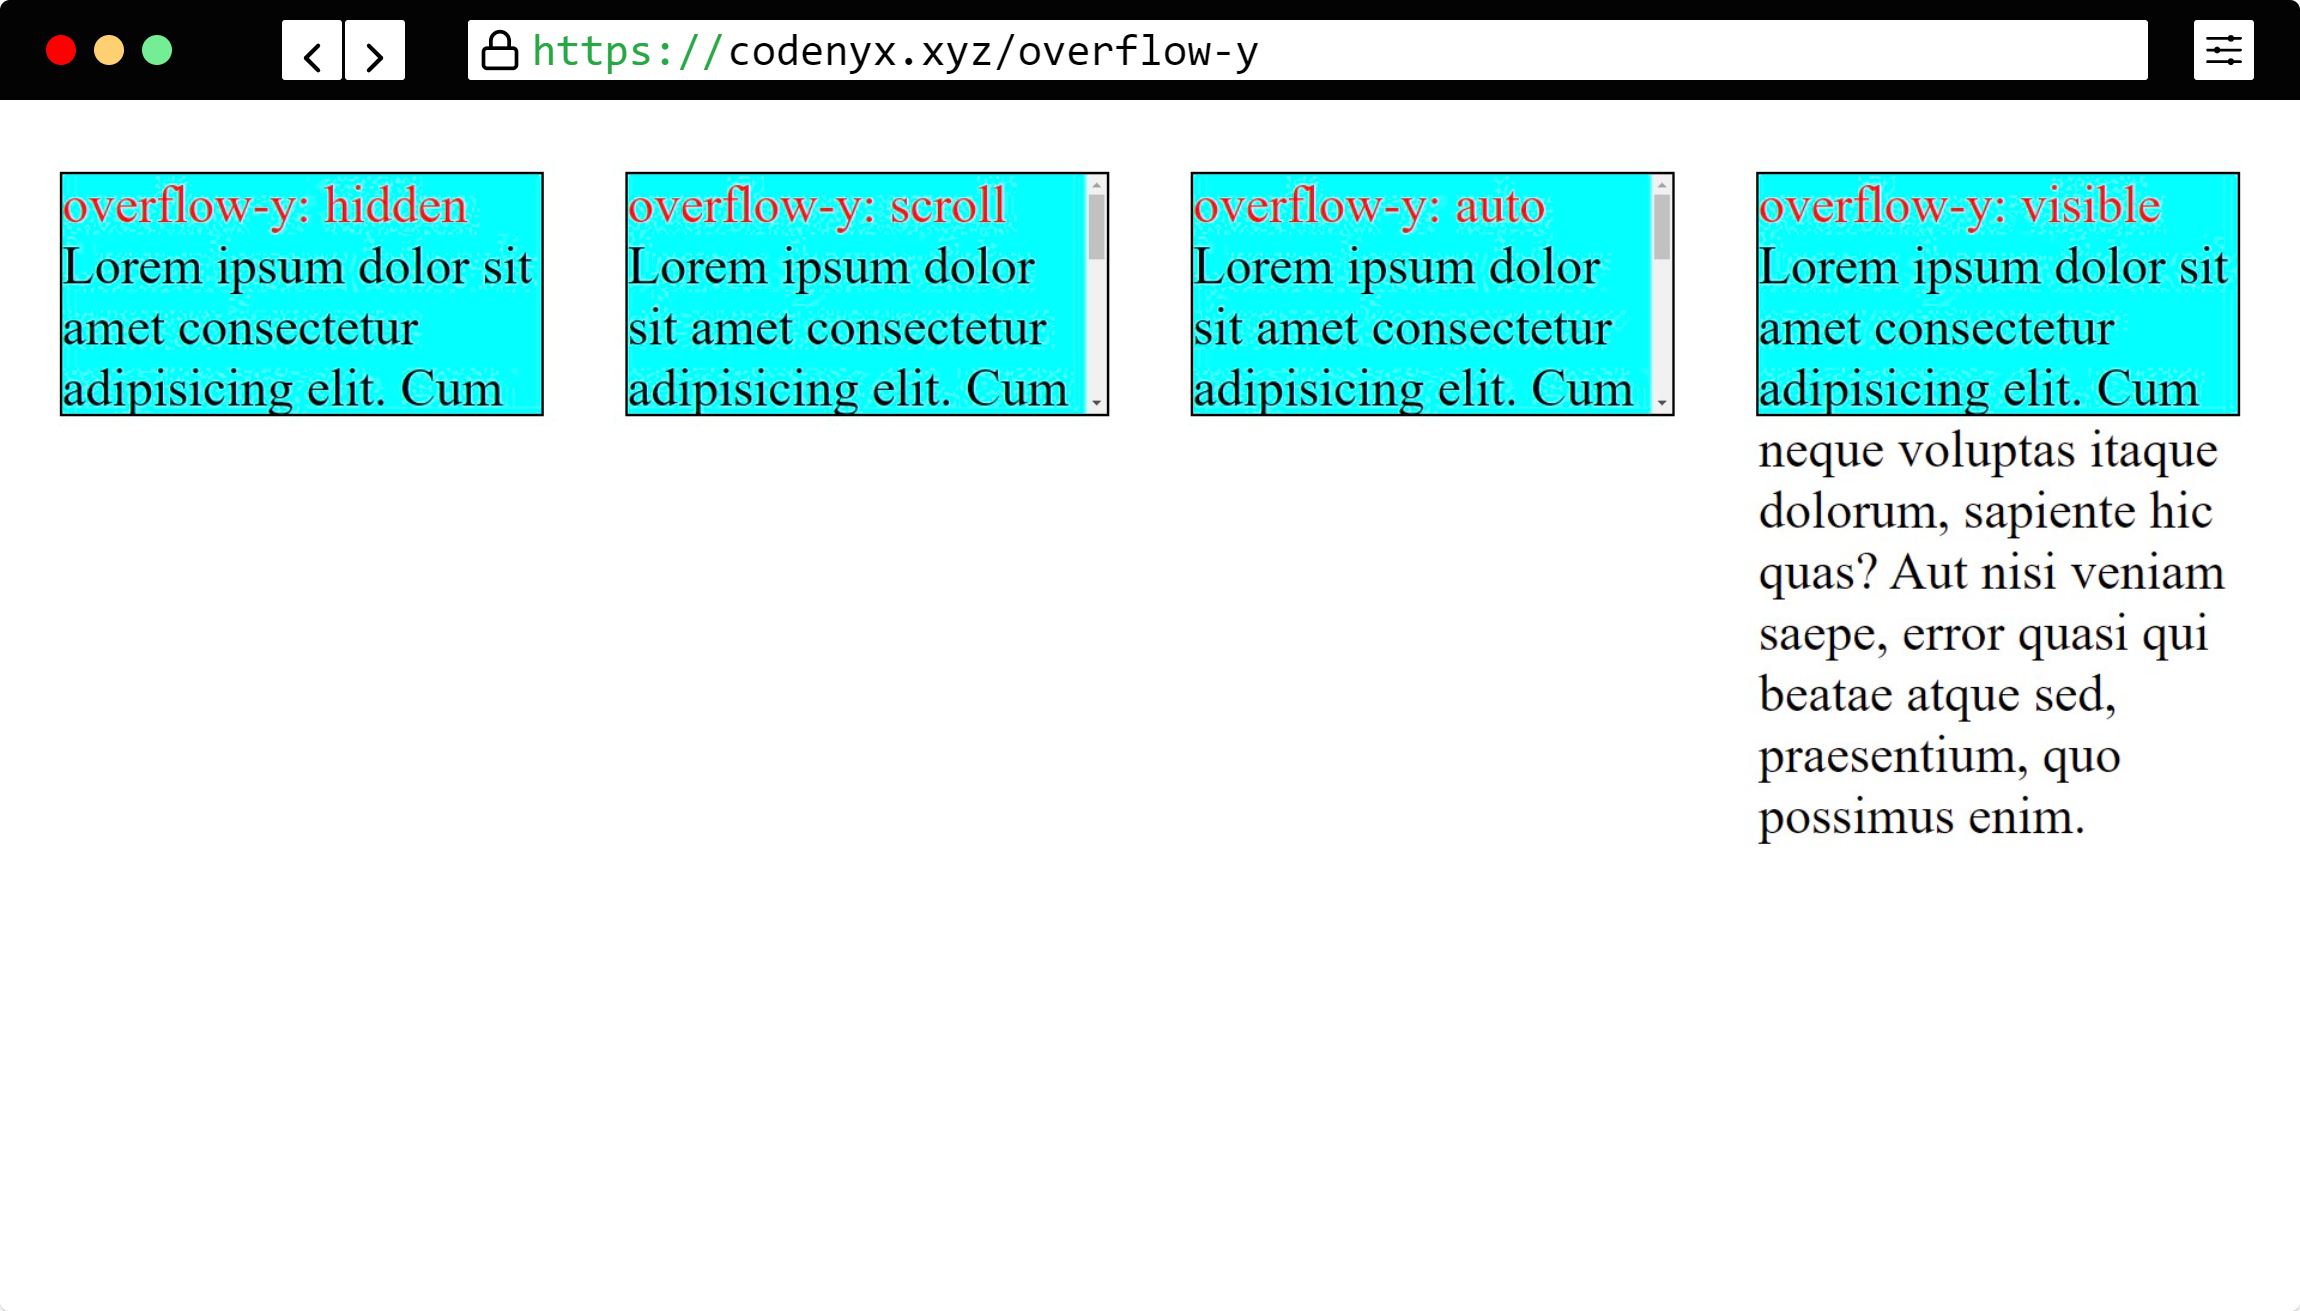 https://codenyx.xyz/overflow-y
overflow-y: hidden
Lorem ipsum dolor sit
amet consectetur
adipisicing elit. Cum
overflow-y: scroll
Lorem ipsum dolor
sit amet consectetur
adipisicing elit. Cum
overflow-y: auto
Lorem ipsum dolor
sit amet consectetur
adipisicing elit. Cum
overflow-y: visible
Lorem ipsum dolor sit
amet consectetur
adipisicing elit. Cum
neque voluptas itaque
dolorum, sapiente hic
quas? Aut nisi veniam
saepe, error quasi qui
beatae atque sed,
praesentium, quo
possimus enim.